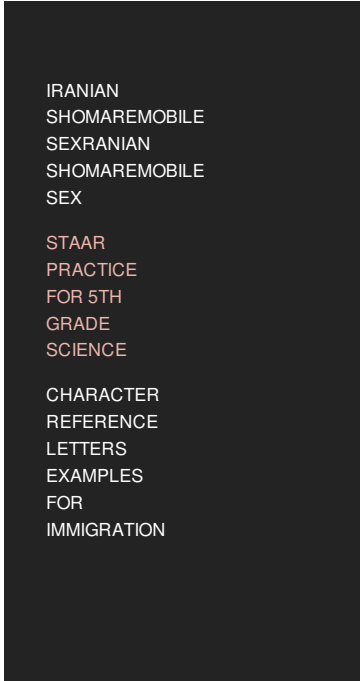 IRANIAN
SHOMAREMOBILE
SEXRANIAN
SHOMAREMOBILE
SEX
STAAR
PRACTICE
FOR 5TH
GRADE
SCIENCE
CHARACTER
REFERENCE
LETTERS
EXAMPLES
FOR
IMMIGRATION